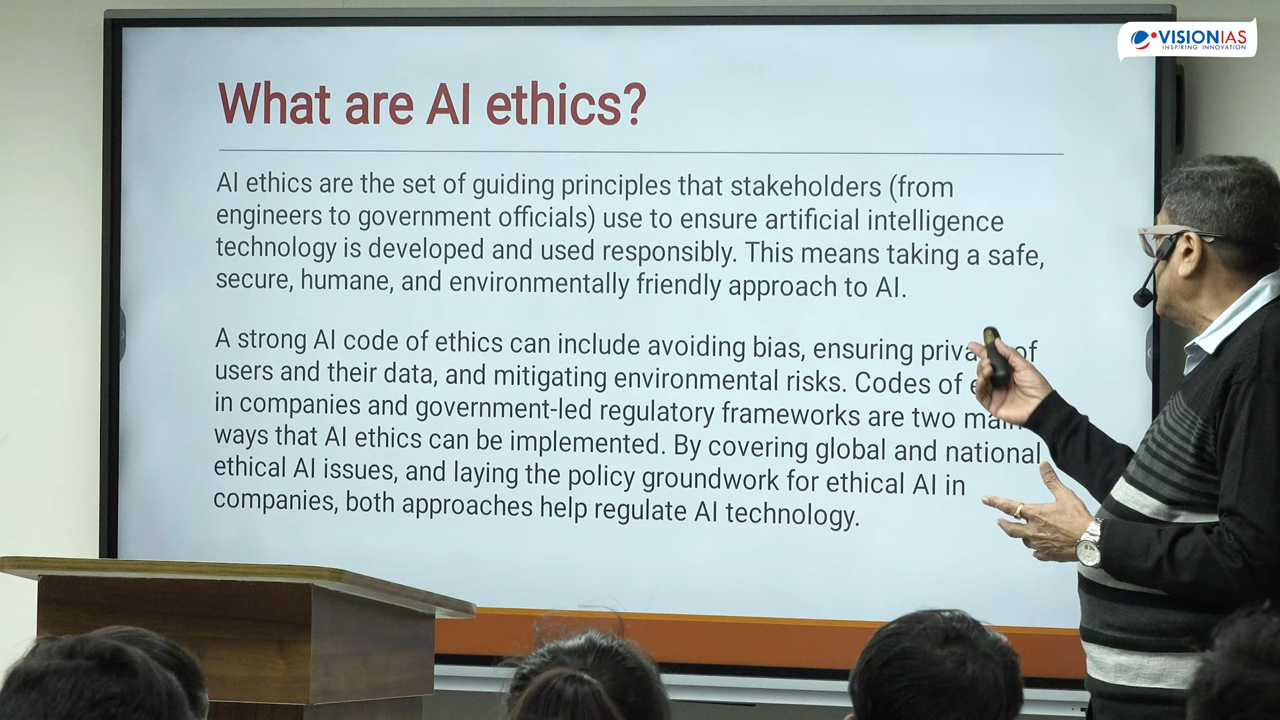 VISIONIAS
INSPIRING INNOVATION
What are AI ethics?
AI ethics are the set of guiding principles that stakeholders (from
engineers to government officials) use to ensure artificial intelligence
technology is developed and used responsibly. This means taking a safe,
secure, humane, and environmentally friendly approach to AI.
A strong AI code of ethics can include avoiding bias, ensuring of
users and their data, and mitigating environmental risks. Codes of
in companies and government-led regulatory frameworks are two main
ways that AI ethics can be implemented. By covering global and national
ethical AI issues, and laying the policy groundwork for ethical AI in
companies, both approaches help regulate AI technology.